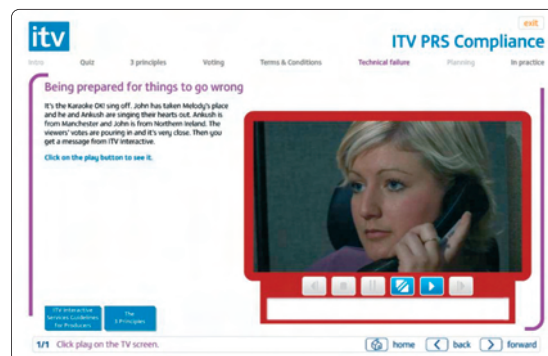 itv
exit
ITV PRS Compliance
Intro Quiz 3 principles Voting Terms & Conditions Technical failure Planning In practice
Being prepared for things to go wrong
It's the Karaoke OK! sing off. John has taken Melody's place
and he and Ankush are singing their hearts out. Ankush is
from Manchester and John is from Northern Ireland. The
viewers' votes are pouring in and it's very close. Then you
get a message from ITV Interactive.
Click on the play button to see it.
ITV Interactive
Services Guidelines
for Producers
The
3 Principles
1/1 Click play on the TV screen.
home back forward